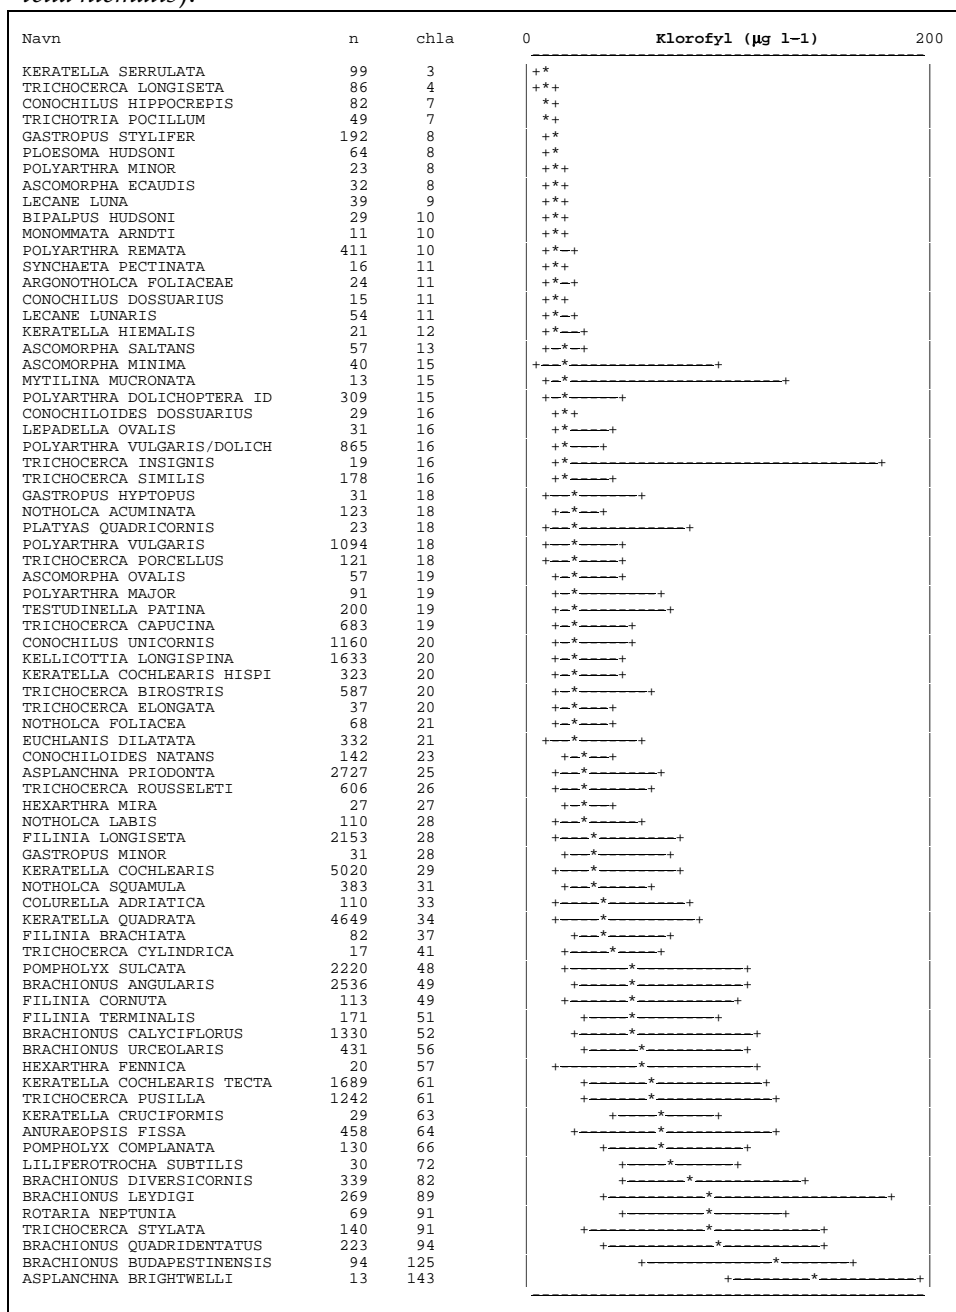 Navn n chla 0 Klorofyl (µg l-1) 200
KERATELLA SERRULATA 99 3
TRICHOCERCA LONGISETA 86 4
CONOCHILUS HIPPOCREPIS 82 7
TRICHOTRIA POCILLUM 49 7
GASTROPUS STYLIFER 192 8
PLOESOMA HUDSONI 64 8
POLYARTHRA MINOR 23 8
ASCOMORPHA ECAUDIS 32 8
LECANE LUNA 39 9
BIPALPUS HUDSONI 29 10
MONOMMATA ARNDTI 11 10
POLYARTHRA REMATA 411 10
SYNCHAETA PECTINATA 16 11
ARGONOTHOLCA FOLIACEAE 24 11
CONOCHILUS DOSSUARIUS 15 11
LECANE LUNARIS 54 11
KERATELLA HIEMALIS 21 12
ASCOMORPHA SALTANS 57 13
ASCOMORPHA MINIMA 40 15
MYTILINA MUCRONATA 13 15
POLYARTHRA DOLICHOPTERA ID 309 15
CONOCHILOIDES DOSSUARIUS 29 16
LEPADELLA OVALIS 31 16
POLYARTHRA VULGARIS/DOLICH 865 16
TRICHOCERCA INSIGNIS 19 16
TRICHOCERCA SIMILIS 178 16
GASTROPUS HYPTOPUS 31 18
NOTHOLCA ACUMINATA 123 18
PLATYAS QUADRICORNIS 23 18
POLYARTHRA VULGARIS 1094 18
TRICHOCERCA PORCELLUS 121 18
ASCOMORPHA OVALIS 57 19
POLYARTHRA MAJOR 91 19
TESTUDINELLA PATINA 200 19
TRICHOCERCA CAPUCINA 683 19
CONOCHILUS UNICORNIS 1160 20
KELLICOTTIA LONGISPINA 1633 20
KERATELLA COCHLEARIS HISPI 323 20
TRICHOCERCA BIROSTRIS 587 20
TRICHOCERCA ELONGATA 37 20
NOTHOLCA FOLIACEA 68 21
EUCHLANIS DILATATA 332 21
CONOCHILOIDES NATANS 142 23
ASPLANCHNA PRIODONTA 2727 25
TRICHOCERCA ROUSSELETI 606 26
HEXARTHRA MIRA 27 27
NOTHOLCA LABIS 110 28
FILINIA LONGISETA 2153 28
GASTROPUS MINOR 31 28
KERATELLA COCHLEARIS 5020 29
NOTHOLCA SQUAMULA 383 31
COLURELLA ADRIATICA 110 33
KERATELLA QUADRATA 4649 34
FILINIA BRACHIATA 82 37
TRICHOCERCA CYLINDRICA 17 41
POMPHOLYX SULCATA 2220 48
BRACHIONUS ANGULARIS 2536 49
FILINIA CORNUTA 113 49
FILINIA TERMINALIS 171 51
BRACHIONUS CALYCIFLORUS 1330 52
BRACHIONUS URCEOLARIS 431 56
HEXARTHRA FENNICA 20 57
KERATELLA COCHLEARIS TECTA 1689 61
TRICHOCERCA PUSILLA 1242 61
KERATELLA CRUCIFORMIS 29 63
ANURAEOPSIS FISSA 458 64
POMPHOLYX COMPLANATA 130 66
LILIFEROTROCHA SUBTILIS 30 72
BRACHIONUS DIVERSICORNIS 339 82
BRACHIONUS LEYDIGI 269 89
ROTARIA NEPTUNIA 69 91
TRICHOCERCA STYLATA 140 91
BRACHIONUS QUADRIDENTATUS 223 94
BRACHIONUS BUDAPESTINENSIS 94 125
ASPLANCHNA BRIGHTWELLI 13 143